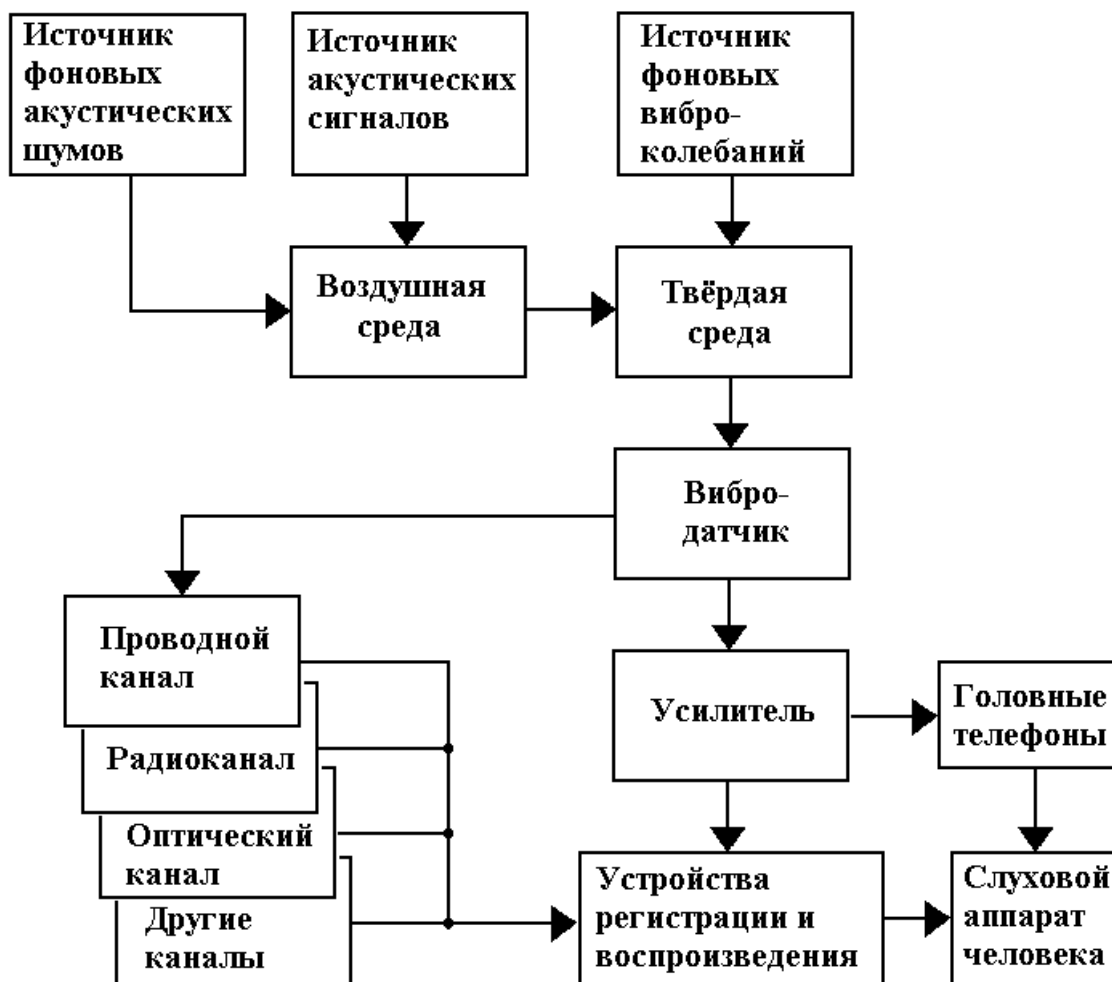 Источник
фоновых
акустических
шумов
Источник
акустических
сигналов
Источник
фоновых
вибро-
колебаний
Воздушная
среда
Твёрдая
среда
Вибро-
датчик
Проводной
канал
Радиоканал
Оптический
канал
Другие
каналы
Усилитель
Головные
телефоны
Устройства
регистрации и
воспроизведения
Слуховой
аппарат
человека